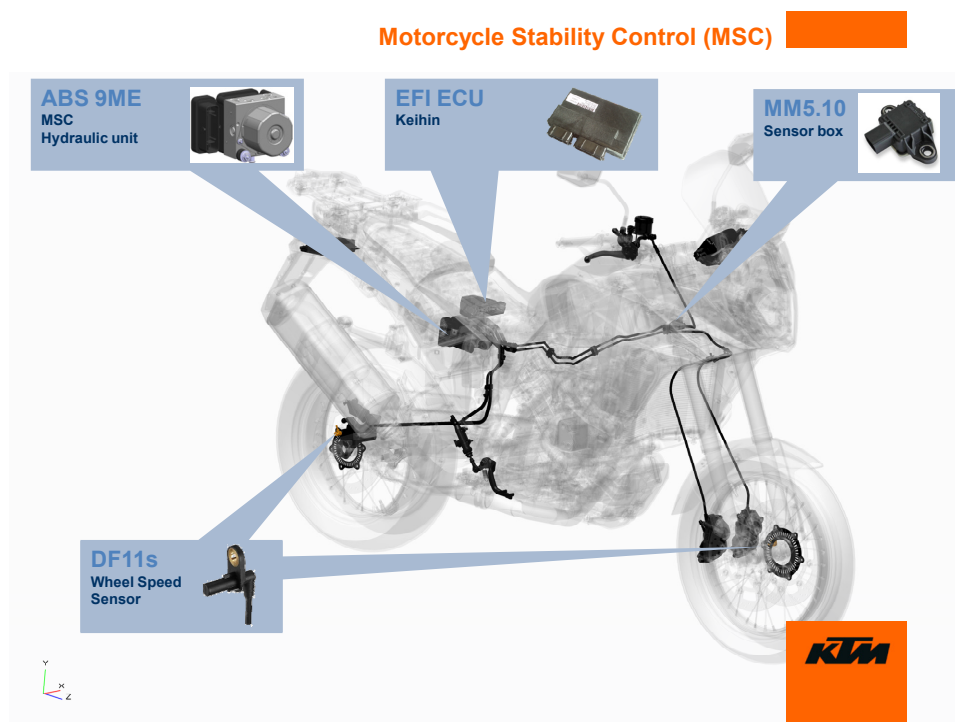 Motorcycle Stability Control (MSC)
ABS 9ME
MSC
Hydraulic unit
EFI ECU
Keihin
MM5.10
Sensor box
DF11s
Wheel Speed
Sensor
Y
X
Z
KTM